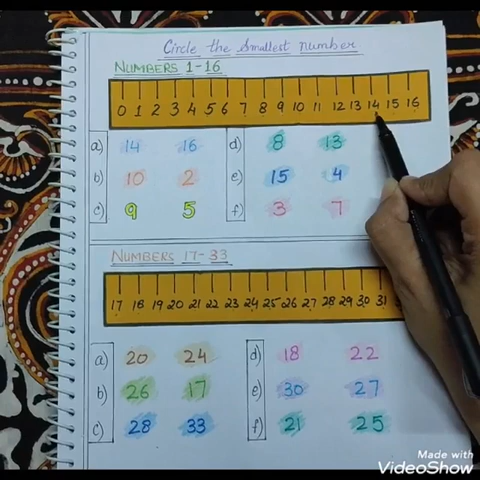 Circle the Smallest number
NUMBERS 1-16
0 1 2 3 4 5 6 7 8 9 10 11 12 13 14 15 16
a) 14 16 d) 8 13
b) 10 2 e) 15 4
c) 9 5 f) 3 7
NUMBERS 17-33
17 18 19 20 21 22 23 24 25 26 27 28 29 30 31
a) 20 24 d) 18 22
b) 26 17 e) 30 27
c) 28 33 f) 21 25
Made with
VideoShow